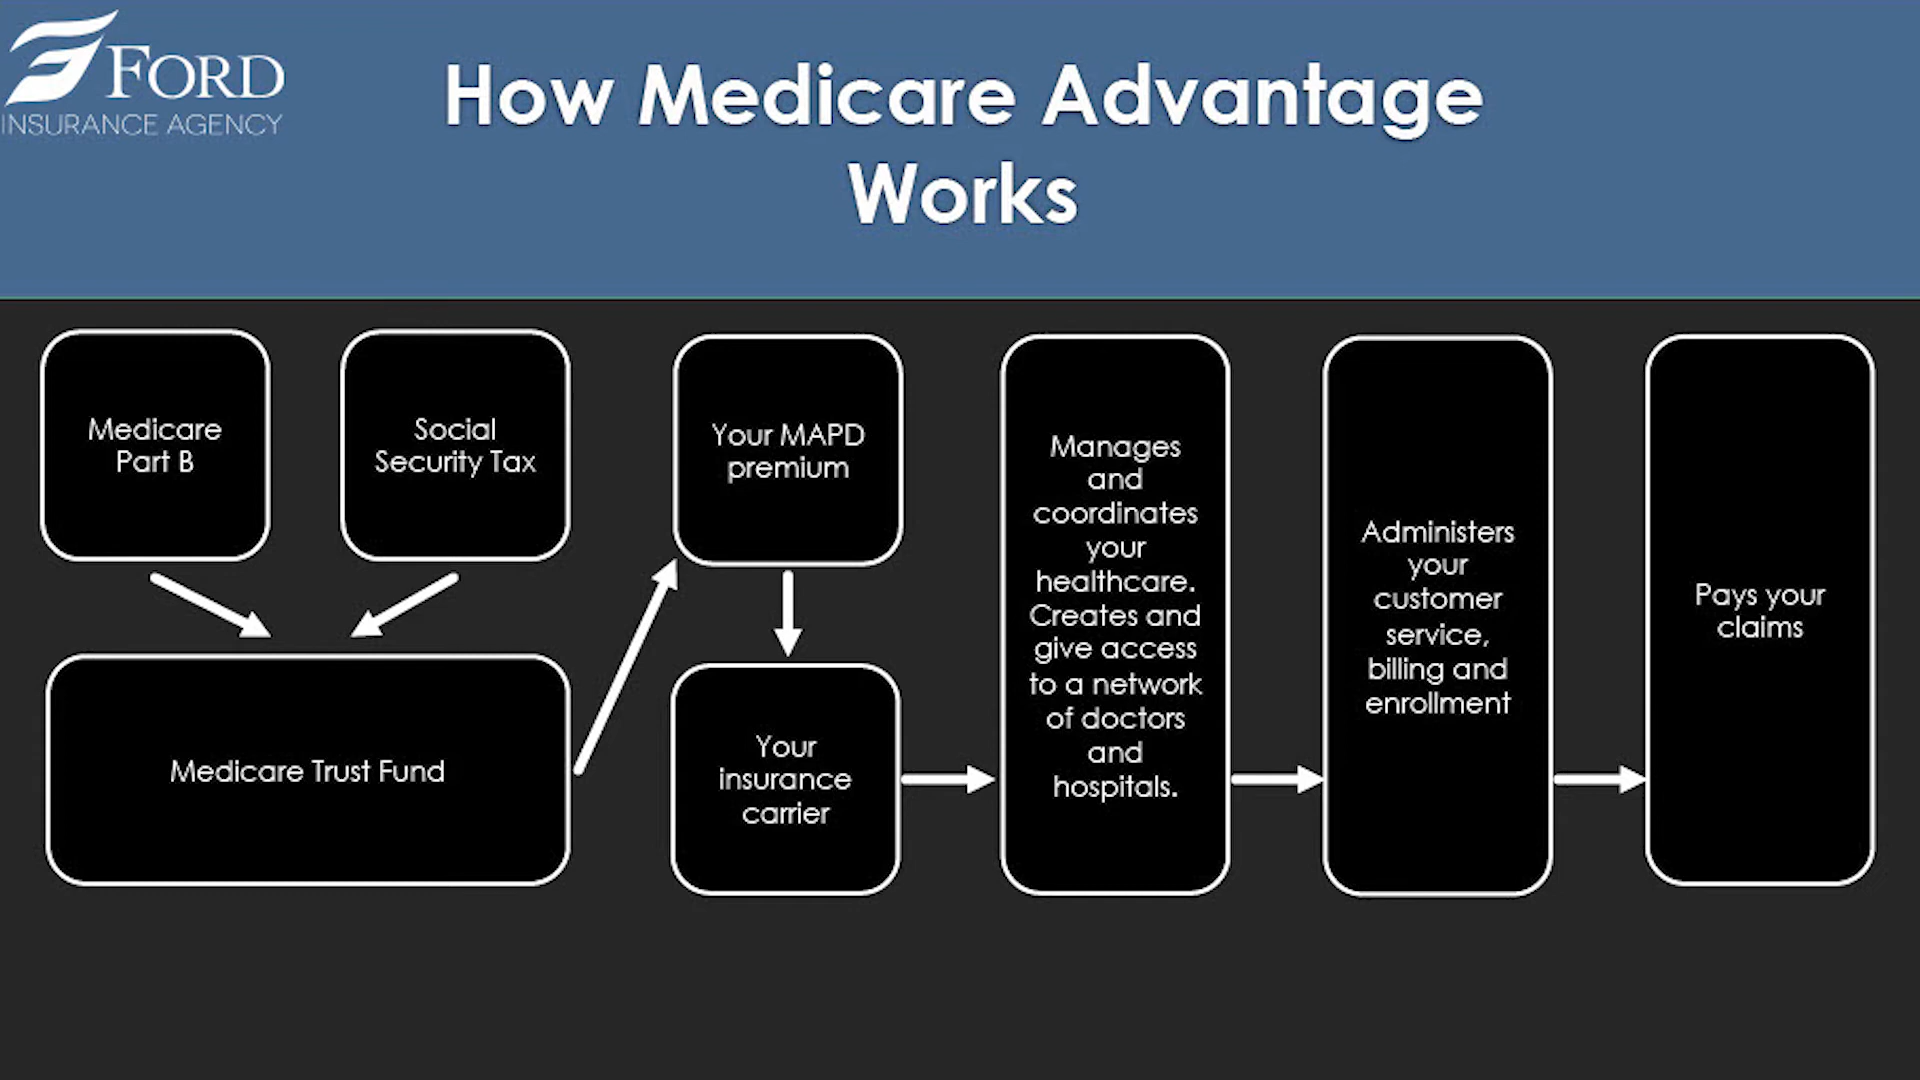 FORD
INSURANCE AGENCY
How Medicare Advantage
Works
Medicare
Part B
Social
Security Tax
Medicare Trust Fund
Your MAPD
premium
Your
insurance
carrier
Manages
and
coordinates
your
healthcare.
Creates and
give access
to a network
of doctors
and
hospitals.
Administers
your
customer
service,
billing and
enrollment
Pays your
claims